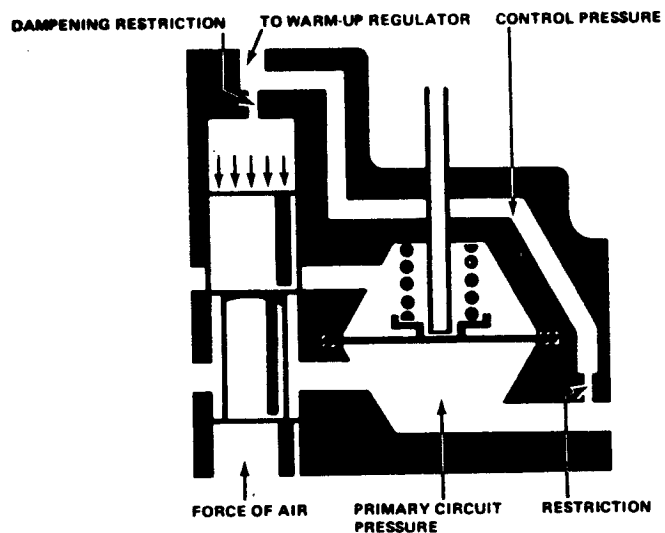 DAMPENING RESTRICTION
TO WARM-UP REGULATOR
CONTROL PRESSURE
FORCE OF AIR
PRIMARY CIRCUIT
PRESSURE
RESTRICTION